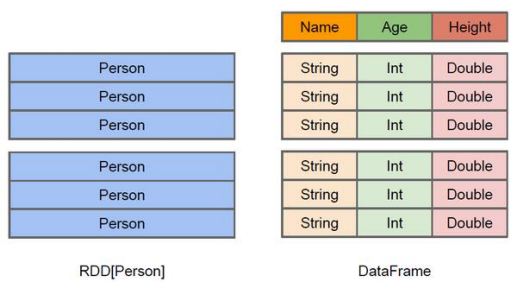 Name Age Height
Person String Int Double
Person String Int Double
Person String Int Double
Person String Int Double
Person String Int Double
Person String Int Double
RDD[Person] DataFrame